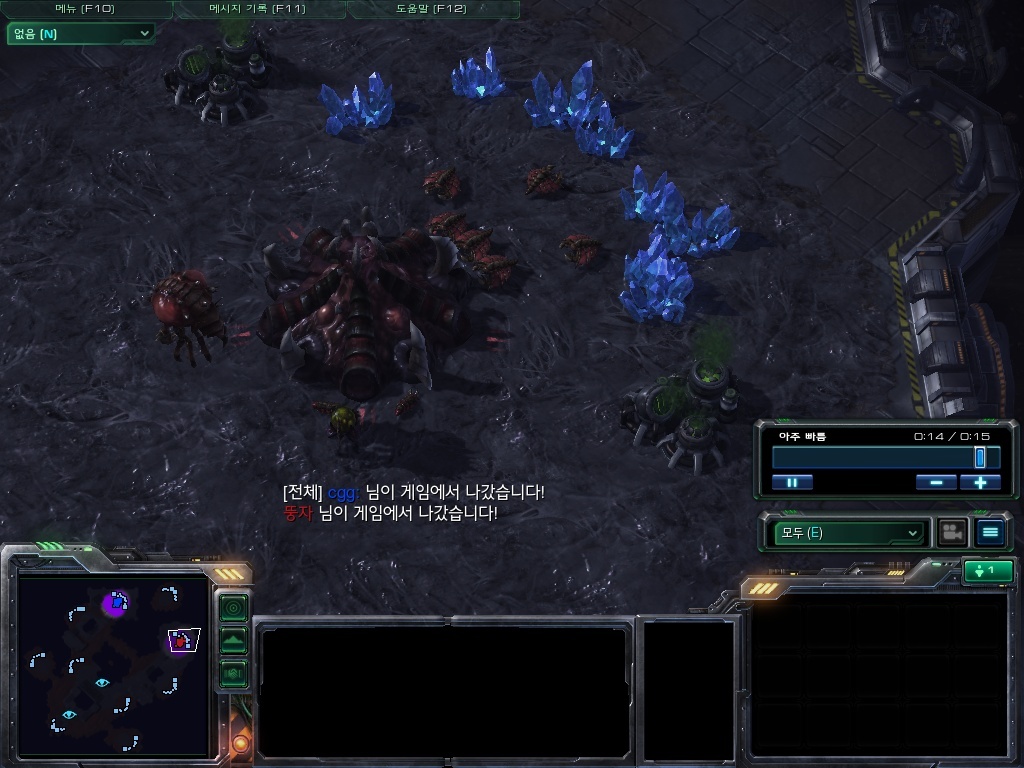 메뉴 (F10) 메시지 기록 (F11) 도움말 (F12)
없음 (N)
아주 빠름 0:14 / 0:15
[전체] cgg: 님이 게임에서 나갔습니다!
뚱자 님이 게임에서 나갔습니다!
모두 (E)
1